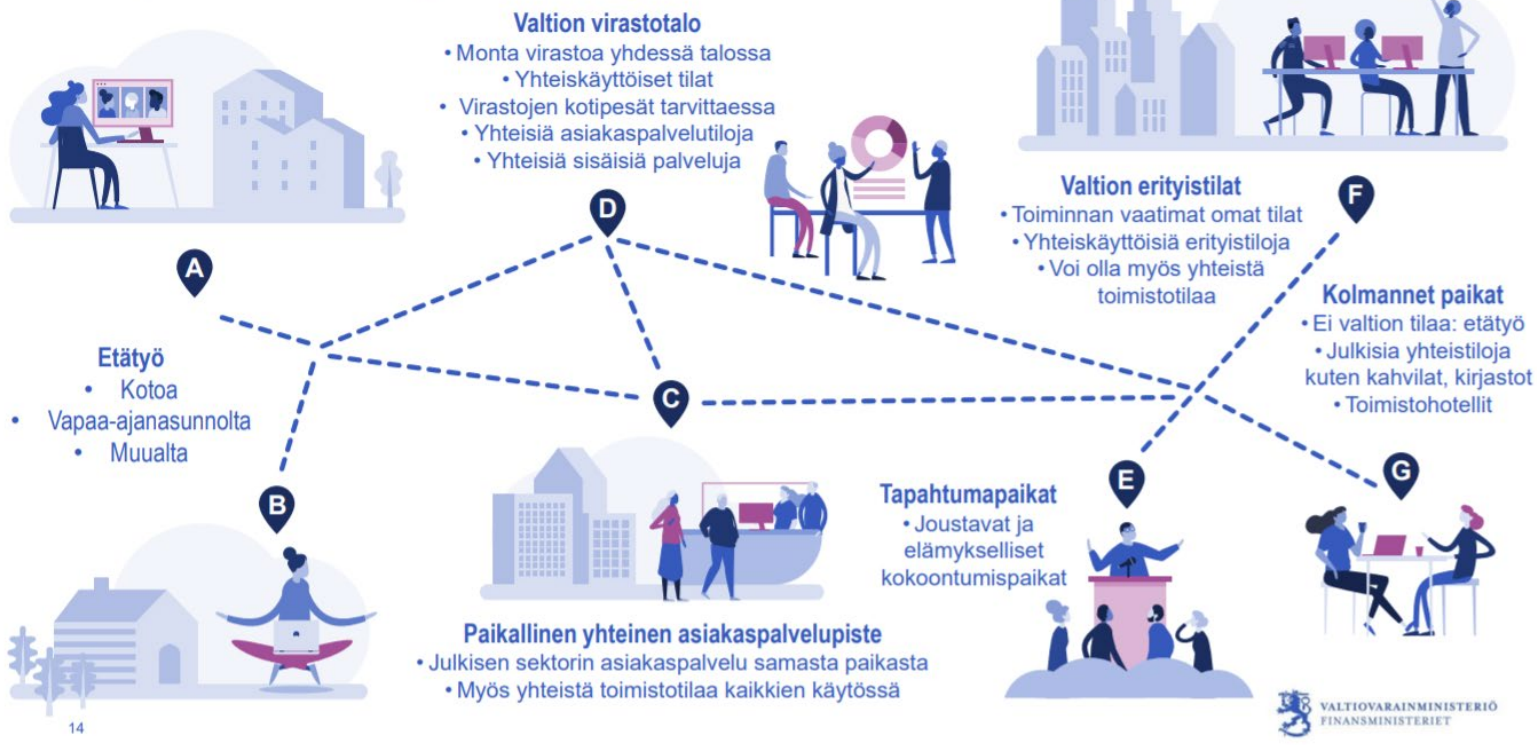 Valtion virastotalo
• Monta virastoa yhdessä talossa
• Yhteiskäyttöiset tilat
• Virastojen kotipesät tarvittaessa
• Yhteisiä asiakaspalvelutiloja
• Yhteisiä sisäisiä palveluja
D
A
Etätyö
• Kotoa
• Vapaa-ajanasunnolta
• Muualta
B
C
Paikallinen yhteinen asiakaspalvelupiste
• Julkisen sektorin asiakaspalvelu samasta paikasta
• Myös yhteistä toimistotilaa kaikkien käytössä
Valtion erityistilat
• Toiminnan vaatimat omat tilat
• Yhteiskäyttöisiä erityistiloja
• Voi olla myös yhteistä
toimistotilaa
F
Kolmannet paikat
• Ei valtion tilaa: etätyö
• Julkisia yhteistiloja
kuten kahvilat, kirjastot
• Toimistohotellit
Tapahtumapaikat
• Joustavat ja
elämykselliset
kokoontumispaikat
E
G
14
VALTIOVARAINMINISTERIÖ
FINANSMINISTERIET